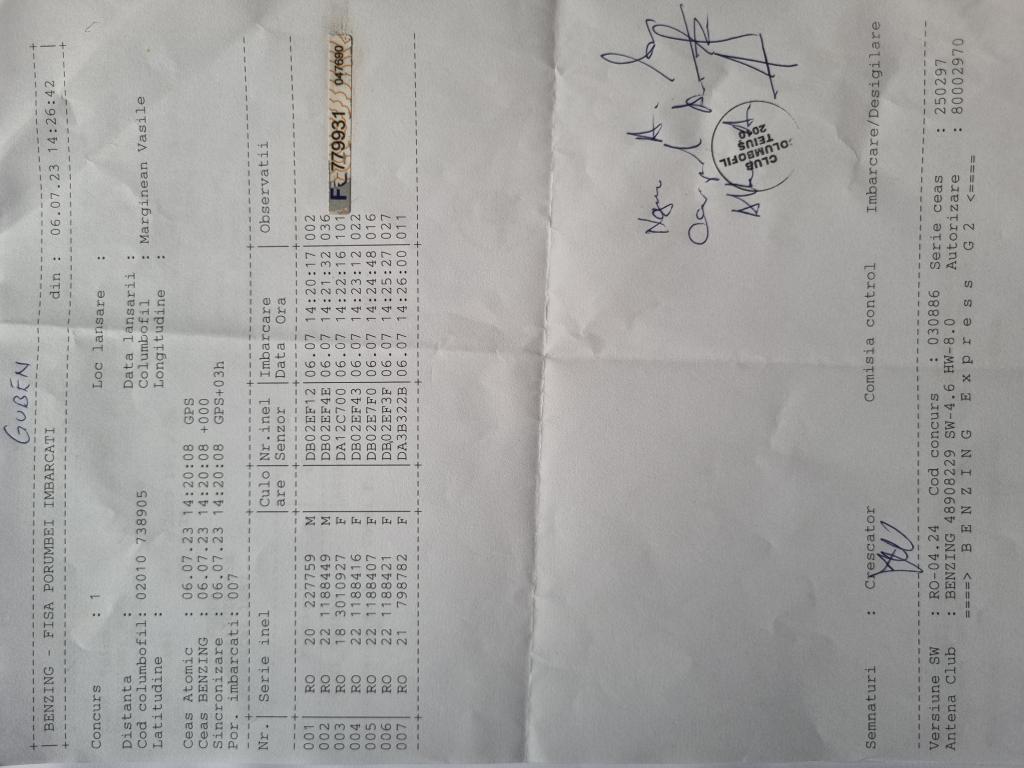 GUBEN
| BENZING - FISA PORUMBEI IMBARCATI din : 06.07.23 14:26:42 |
Concurs : 1 Loc lansare :
Distanta : Data lansarii :
Cod columbofil: 02010 738905 Columbofil : Marginean Vasile
Latitudine : Longitudine :
Ceas Atomic : 06.07.23 14:20:08 GPS
Ceas BENZING : 06.07.23 14:20:08 +000
Sincronizare : 06.07.23 14:20:08 GPS+03h
Por. imbarcati: 007
Nr. | Serie inel |Culo|Nr.inel |Imbarcare | Observatii
are |Senzor |Data Ora |
001 | RO 20 227759 M | |DB02EF12|06.07 14:20:17|002
002 | RO 22 1188449 M | |DB02EF4E|06.07 14:21:32|036
003 | RO 18 3010927 F | |DA12C700|06.07 14:22:16|101 F 7779931 047690
004 | RO 22 1188416 F | |DB02EF43|06.07 14:23:12|022
005 | RO 22 1188407 F | |DB02E7F0|06.07 14:24:48|016
006 | RO 22 1188421 F | |DB02EF3F|06.07 14:25:27|027
007 | RO 21 798782 F | |DA3B322B|06.07 14:26:00|011
CLUB
COLUMBOFIL
TEIUȘ
2010
Semnaturi : Crescator Comisia control Imbarcare/Desigilare
Versiune SW : RO-04.24 Cod concurs : 030886 Serie ceas : 250297
Antena Club : BENZING 48908229 SW-4.6 HW-8.0 Autorizare : 80002970
====> B E N Z I N G E x p r e s s G 2 <====